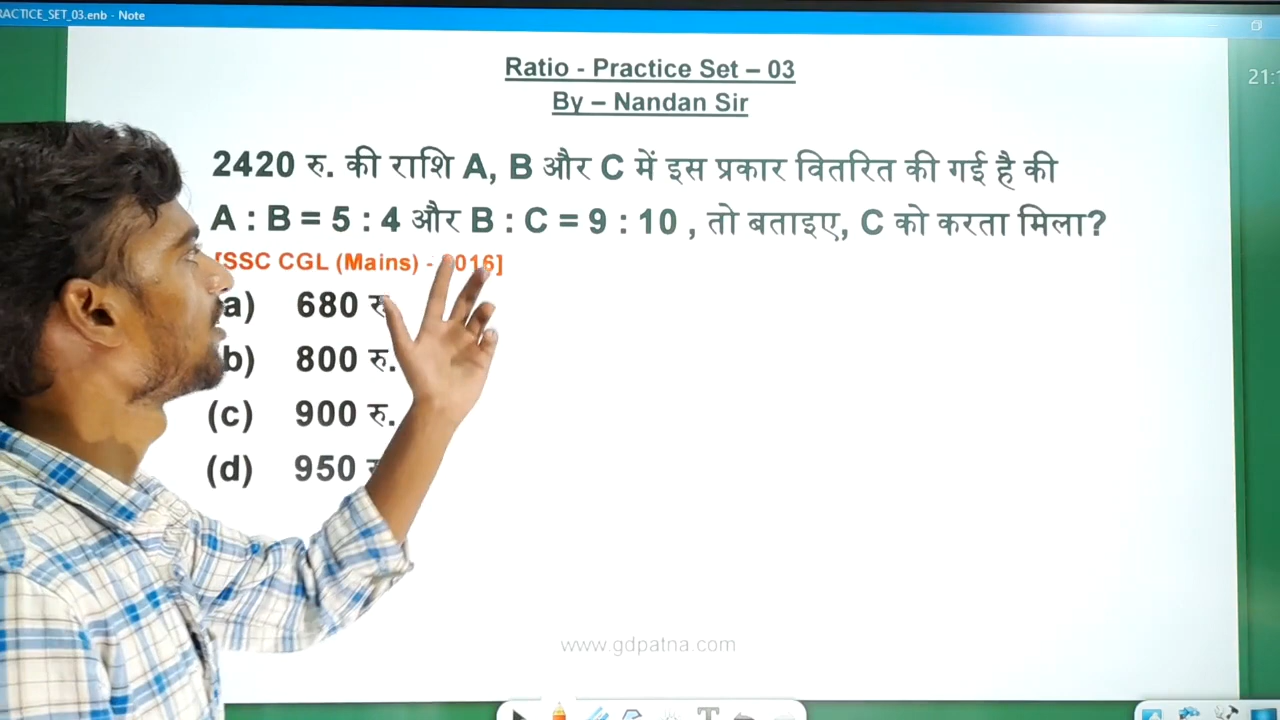 RACTICE_SET_03.enb - Note
21:
Ratio - Practice Set – 03
By – Nandan Sir
2420 रु. की राशि A, B और C में इस प्रकार वितरित की गई है की
A : B = 5 : 4 और B : C = 9 : 10 , तो बताइए, C को करता मिला?
[SSC CGL (Mains) - 2016]
a) 680 रु
b) 800 रु.
(c) 900 रु.
(d) 950
www.gdpatna.com